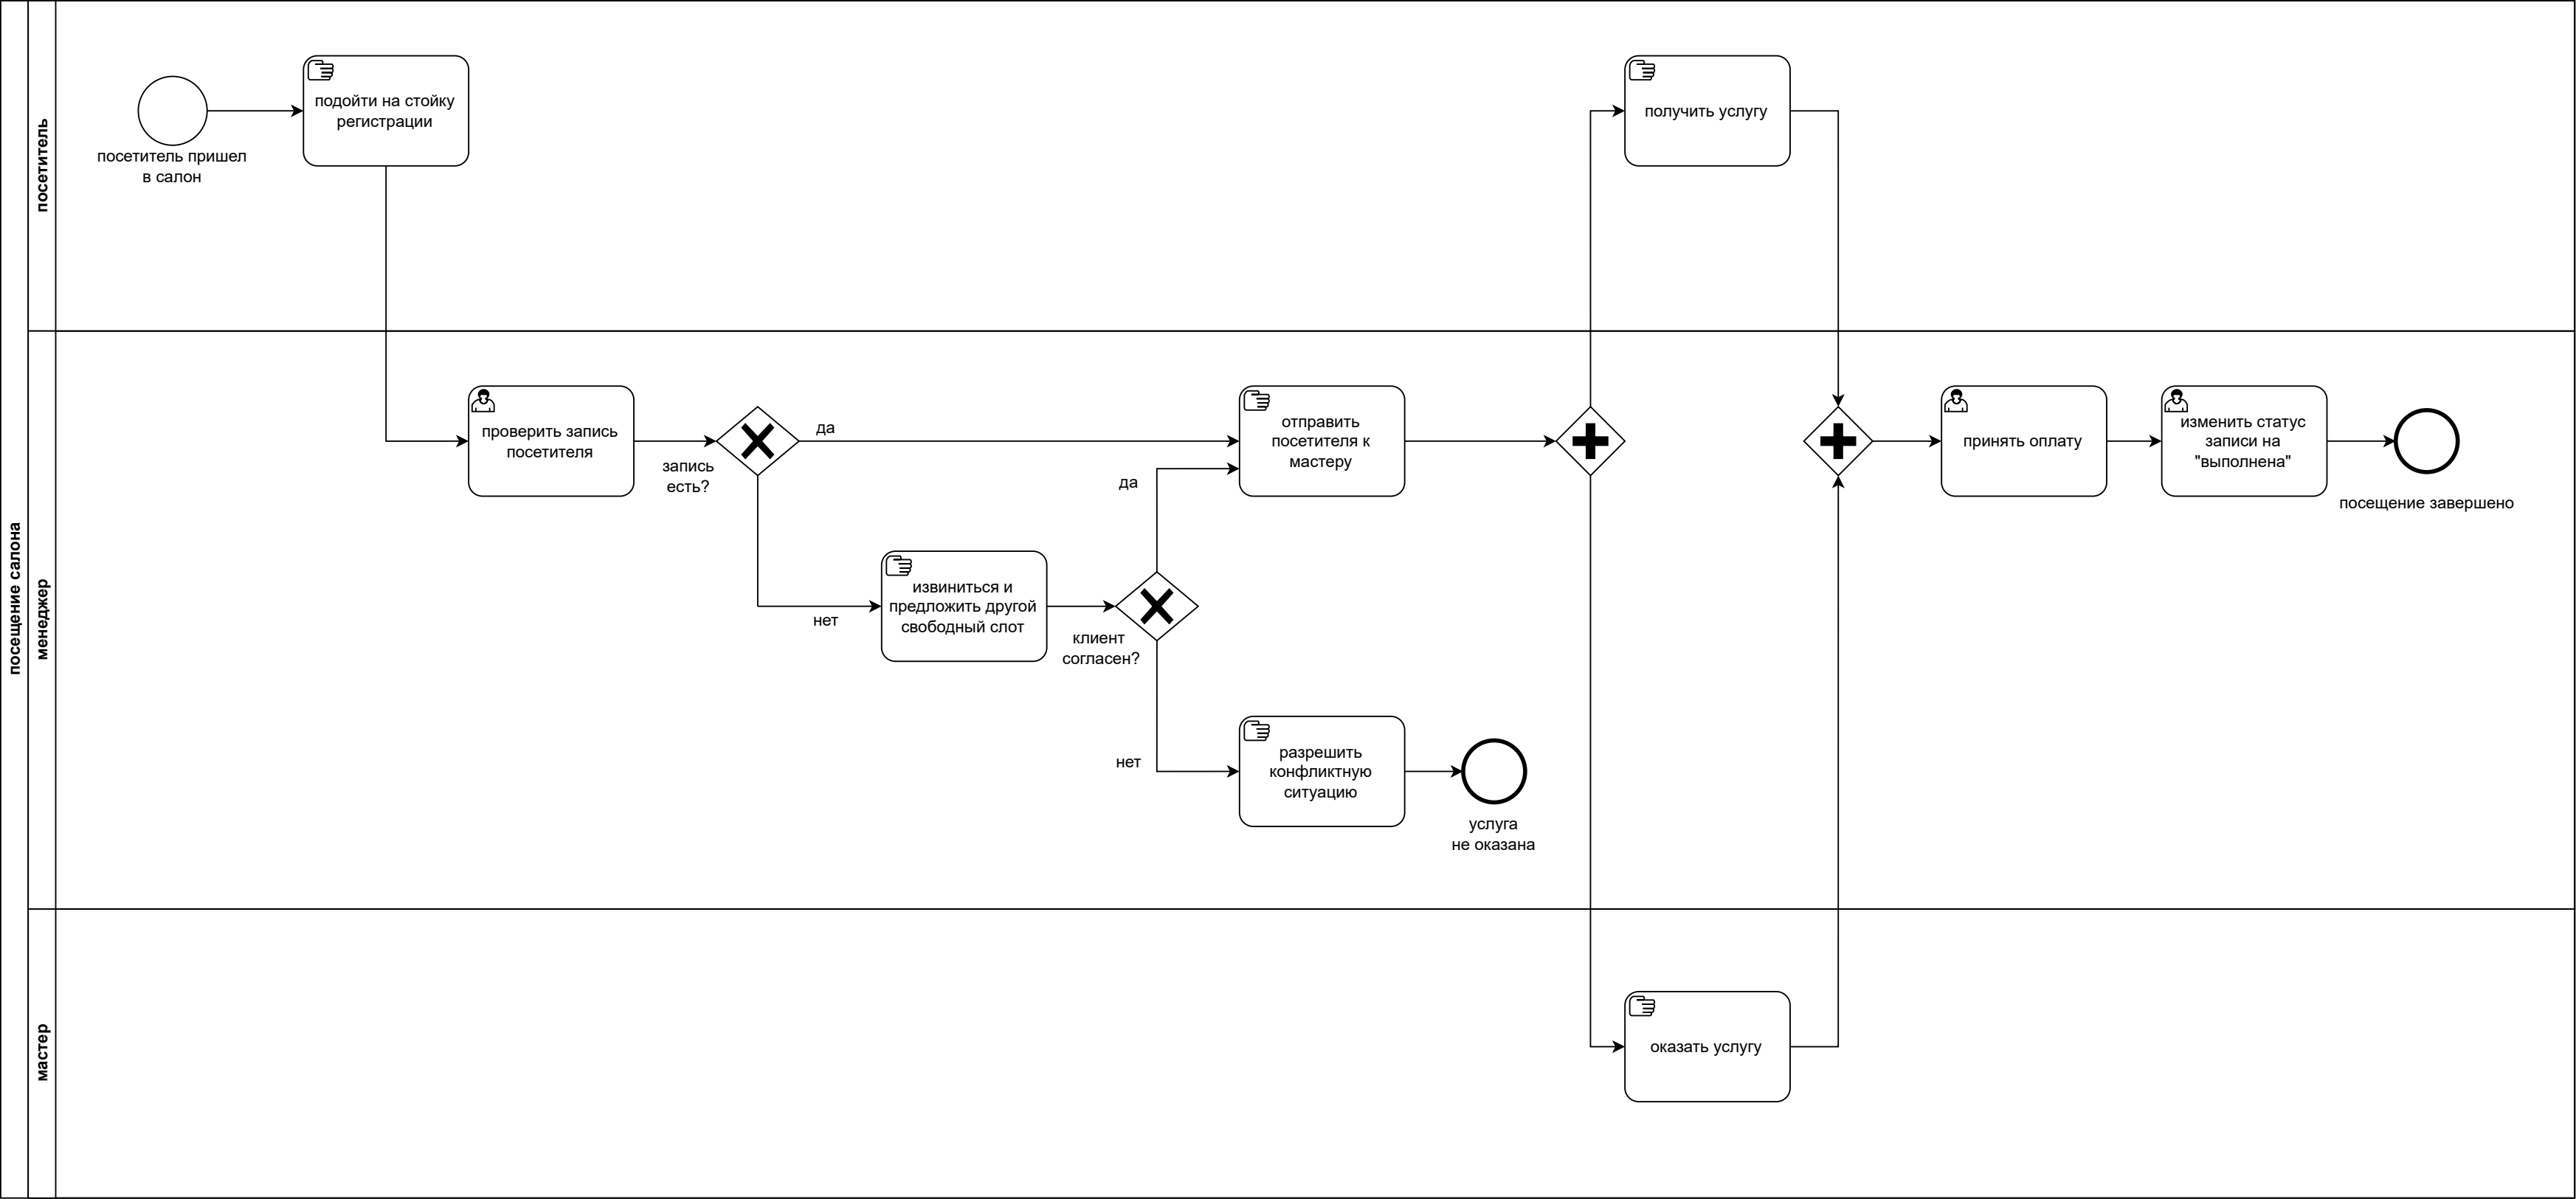 посещение салона
посетитель
посетитель пришел
в салон
подойти на стойку
регистрации
получить услугу
менеджер
проверить запись
посетителя
запись
есть?
да
нет
извиниться и
предложить другой
свободный слот
клиент
согласен?
да
нет
отправить
посетителя к
мастеру
разрешить
конфликтную
ситуацию
услуга
не оказана
принять оплату
изменить статус
записи на
"выполнена"
посещение завершено
мастер
оказать услугу